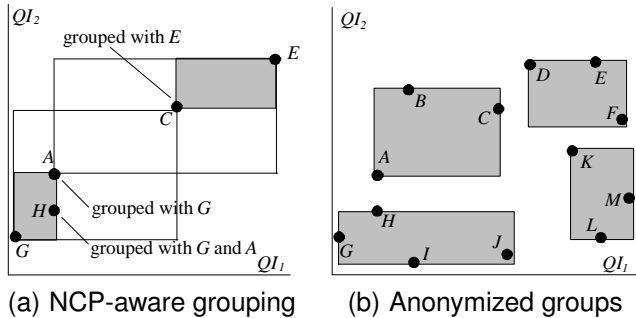 QI2
grouped with E
E
C
A
grouped with G
H
grouped with G and A
G
QI1
(a) NCP-aware grouping
QI2
D
E
B
C
F
A
K
H
M
G
I
J
L
QI1
(b) Anonymized groups